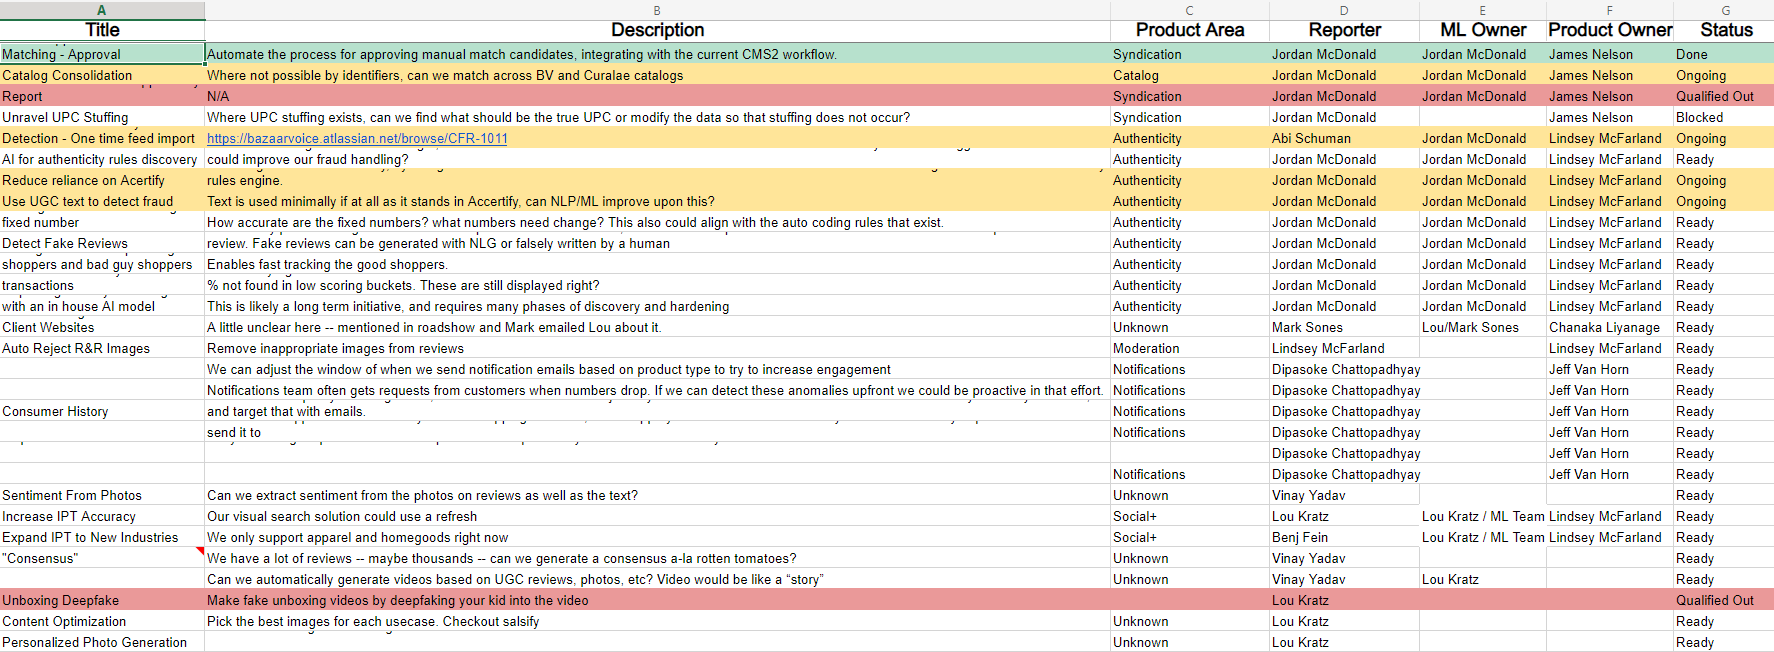 A B C D E F G
Title Description Product Area Reporter ML Owner Product Owner Status
Matching - Approval Automate the process for approving manual match candidates, integrating with the current CMS2 workflow. Syndication Jordan McDonald Jordan McDonald James Nelson Done
Catalog Consolidation Where not possible by identifiers, can we match across BV and Curalae catalogs Catalog Jordan McDonald Jordan McDonald James Nelson Ongoing
Report N/A Syndication Jordan McDonald Jordan McDonald James Nelson Qualified Out
Unravel UPC Stuffing Where UPC stuffing exists, can we find what should be the true UPC or modify the data so that stuffing does not occur? Syndication Jordan McDonald James Nelson Blocked
Detection - One time feed import https://bazaarvoice.atlassian.net/browse/CFR-1011 Authenticity Abi Schuman Jordan McDonald Lindsey McFarland Ongoing
AI for authenticity rules discovery could improve our fraud handling? Authenticity Jordan McDonald Jordan McDonald Lindsey McFarland Ready
Reduce reliance on Acertify rules engine. Authenticity Jordan McDonald Jordan McDonald Lindsey McFarland Ongoing
Use UGC text to detect fraud Text is used minimally if at all as it stands in Accertify, can NLP/ML improve upon this? Authenticity Jordan McDonald Jordan McDonald Lindsey McFarland Ongoing
fixed number How accurate are the fixed numbers? what numbers need change? This also could align with the auto coding rules that exist. Authenticity Jordan McDonald Jordan McDonald Lindsey McFarland Ready
Detect Fake Reviews review. Fake reviews can be generated with NLG or falsely written by a human Authenticity Jordan McDonald Jordan McDonald Lindsey McFarland Ready
shoppers and bad guy shoppers Enables fast tracking the good shoppers. Authenticity Jordan McDonald Jordan McDonald Lindsey McFarland Ready
transactions % not found in low scoring buckets. These are still displayed right? Authenticity Jordan McDonald Jordan McDonald Lindsey McFarland Ready
with an in house AI model This is likely a long term initiative, and requires many phases of discovery and hardening Authenticity Jordan McDonald Jordan McDonald Lindsey McFarland Ready
Client Websites A little unclear here -- mentioned in roadshow and Mark emailed Lou about it. Unknown Mark Sones Lou/Mark Sones Chanaka Liyanage Ready
Auto Reject R&R Images Remove inappropriate images from reviews Moderation Lindsey McFarland Lindsey McFarland Ready
We can adjust the window of when we send notification emails based on product type to try to increase engagement Notifications Dipasoke Chattopadhyay Jeff Van Horn Ready
Notifications team often gets requests from customers when numbers drop. If we can detect these anomalies upfront we could be proactive in that effort. Notifications Dipasoke Chattopadhyay Jeff Van Horn Ready
Consumer History and target that with emails. Notifications Dipasoke Chattopadhyay Jeff Van Horn Ready
send it to Notifications Dipasoke Chattopadhyay Jeff Van Horn Ready
Dipasoke Chattopadhyay Jeff Van Horn Ready
Notifications Dipasoke Chattopadhyay Jeff Van Horn Ready
Sentiment From Photos Can we extract sentiment from the photos on reviews as well as the text? Unknown Vinay Yadav Ready
Increase IPT Accuracy Our visual search solution could use a refresh Social+ Lou Kratz Lou Kratz / ML Team Lindsey McFarland Ready
Expand IPT to New Industries We only support apparel and homegoods right now Social+ Benj Fein Lou Kratz / ML Team Lindsey McFarland Ready
"Consensus" We have a lot of reviews -- maybe thousands -- can we generate a consensus a-la rotten tomatoes? Unknown Vinay Yadav Ready
Can we automatically generate videos based on UGC reviews, photos, etc? Video would be like a “story” Unknown Vinay Yadav Lou Kratz Ready
Unboxing Deepfake Make fake unboxing videos by deepfaking your kid into the video Lou Kratz Qualified Out
Content Optimization Pick the best images for each usecase. Checkout salsify Unknown Lou Kratz Ready
Personalized Photo Generation Unknown Lou Kratz Ready